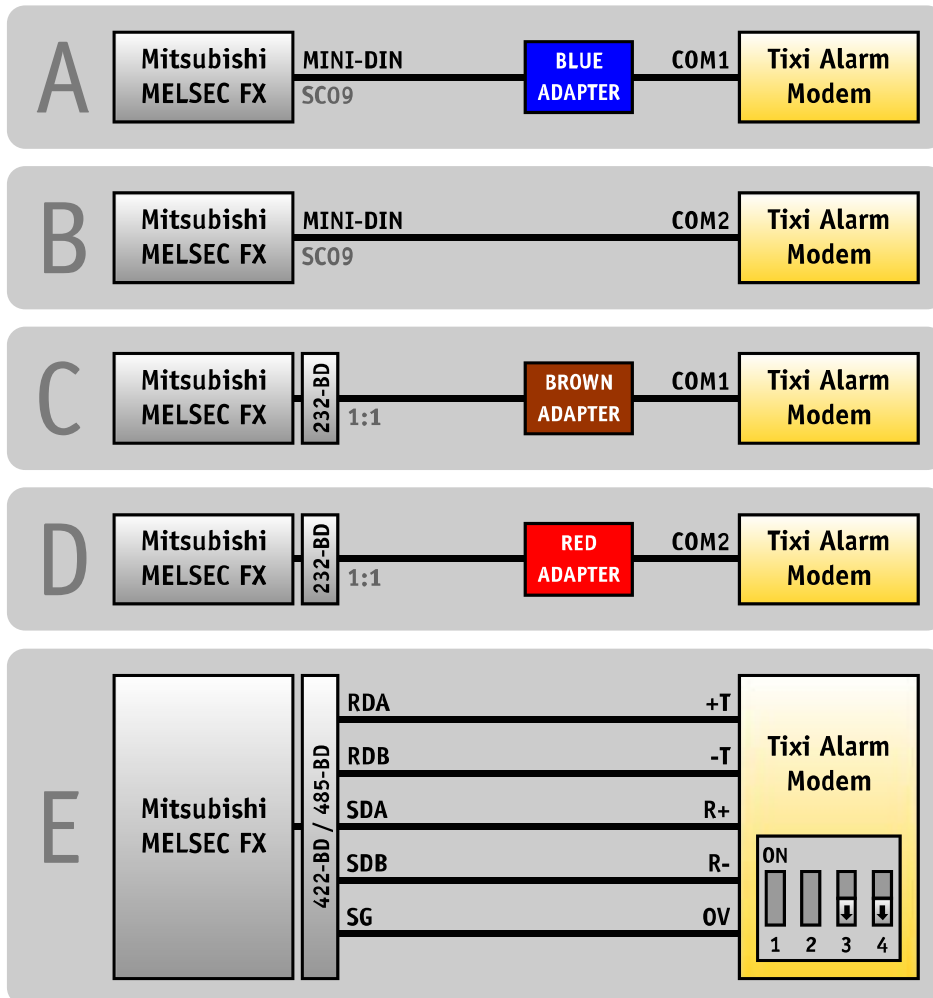 A
Mitsubishi
MELSEC FX
MINI-DIN
SC09
BLUE
ADAPTER
COM1
Tixi Alarm
Modem
B
Mitsubishi
MELSEC FX
MINI-DIN
SC09
COM2
Tixi Alarm
Modem
C
Mitsubishi
MELSEC FX
232-BD
1:1
BROWN
ADAPTER
COM1
Tixi Alarm
Modem
D
Mitsubishi
MELSEC FX
232-BD
1:1
RED
ADAPTER
COM2
Tixi Alarm
Modem
E
Mitsubishi
MELSEC FX
422-BD / 485-BD
RDA
+T
RDB
-T
SDA
R+
SDB
R-
SG
0V
Tixi Alarm
Modem
ON
1 2 3 4